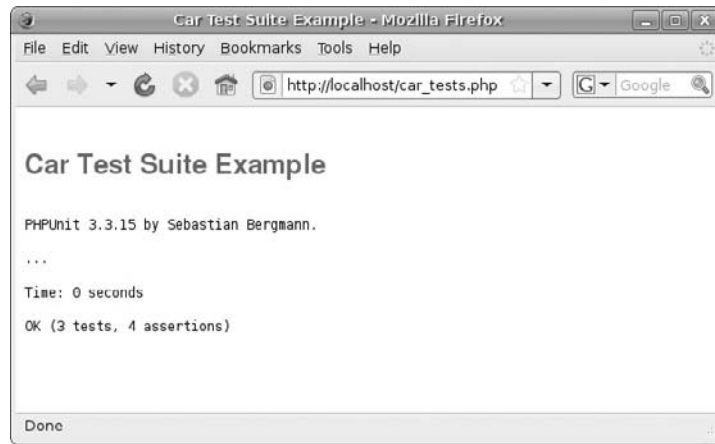 Car Test Suite Example - Mozilla Firefox
File Edit View History Bookmarks Tools Help
http://localhost/car_tests.php G Google
Car Test Suite Example
PHPUnit 3.3.15 by Sebastian Bergmann.
...
Time: 0 seconds
OK (3 tests, 4 assertions)
Done